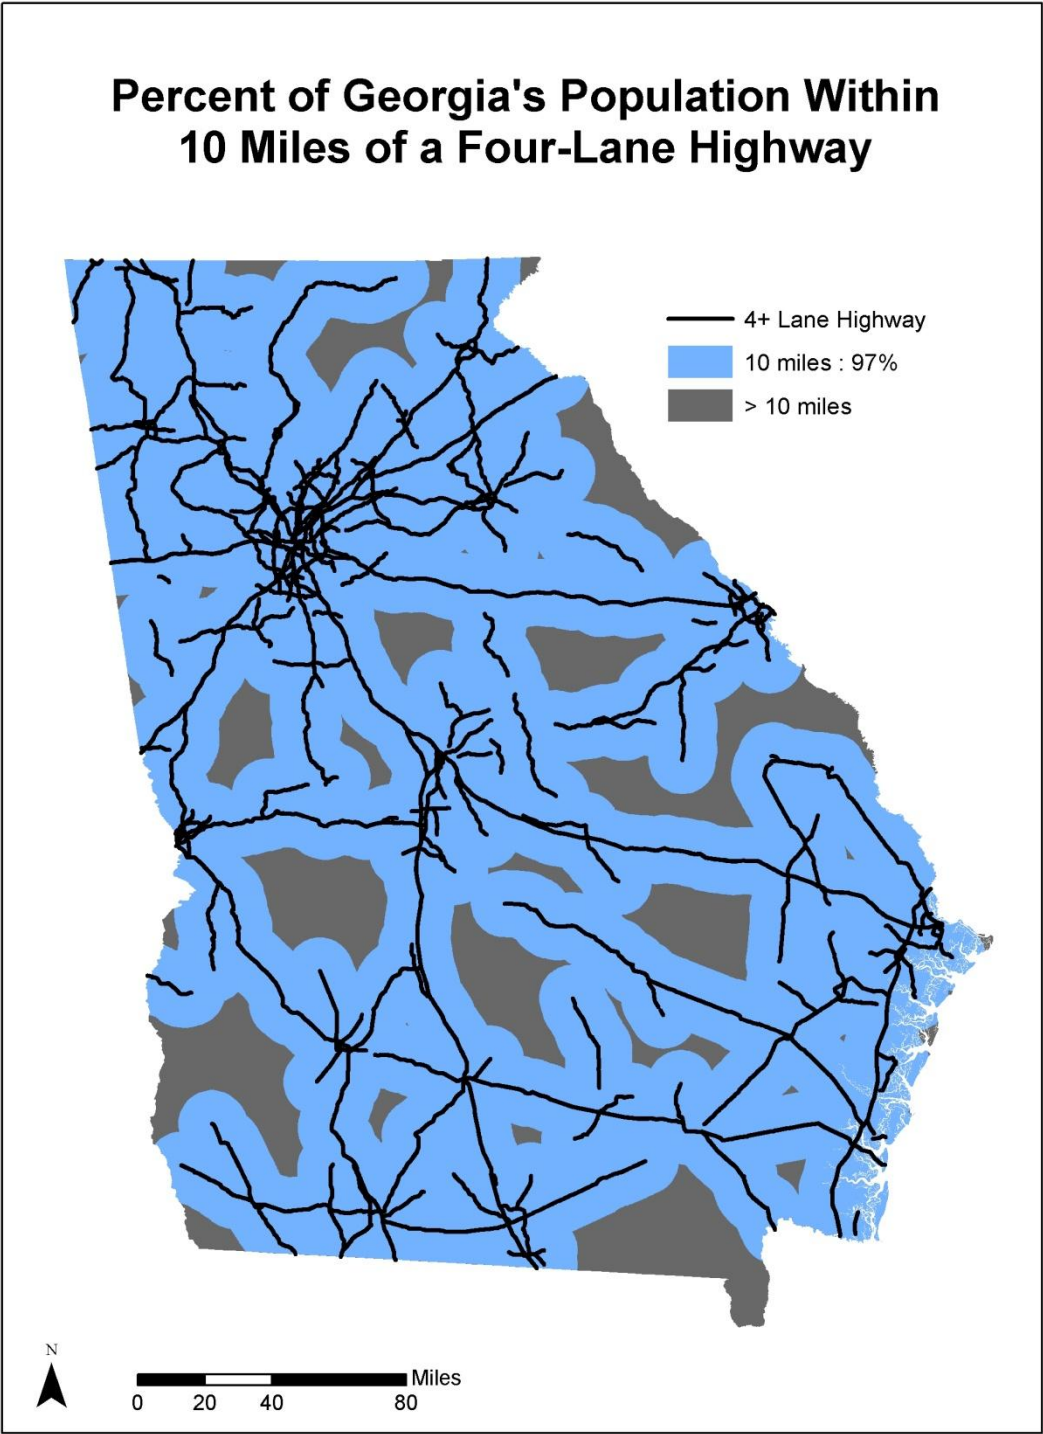 Percent of Georgia's Population Within
10 Miles of a Four-Lane Highway
4+ Lane Highway
10 miles : 97%
> 10 miles
N
Miles
0 20 40 80